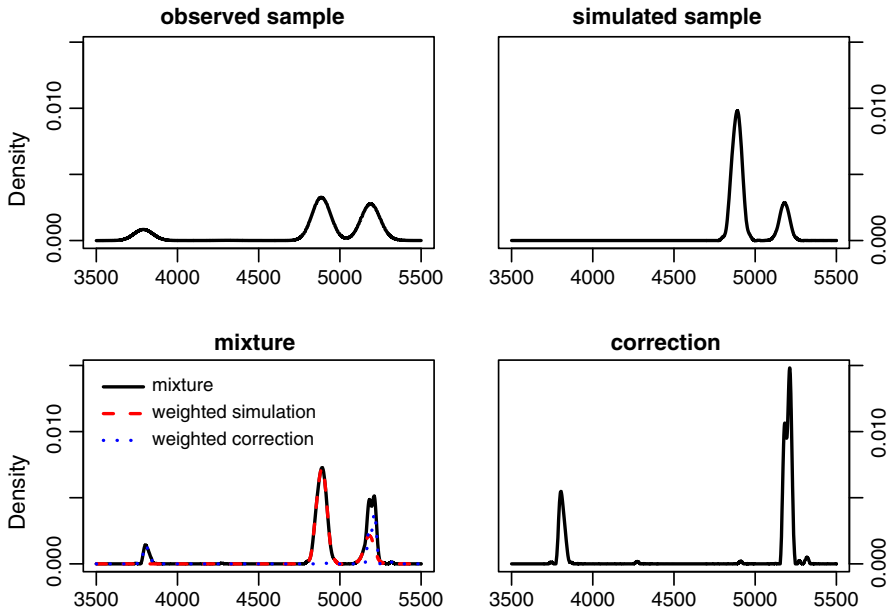 observed sample
simulated sample
Density
0.000
0.010
3500 4000 4500 5000 5500
3500 4000 4500 5000 5500
0.000
0.010
mixture
correction
mixture
weighted simulation
weighted correction
Density
0.000
0.010
3500 4000 4500 5000 5500
3500 4000 4500 5000 5500
0.000
0.010